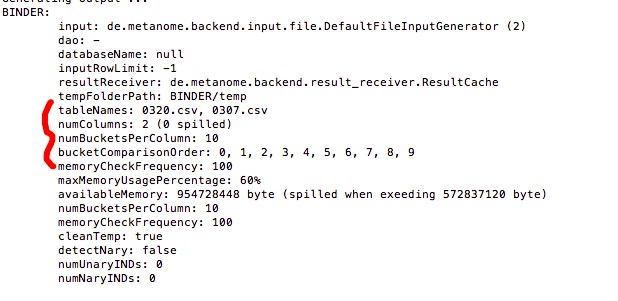 Generating output ...
BINDER:
input: de.metanome.backend.input.file.DefaultFileInputGenerator (2)
dao: -
databaseName: null
inputRowLimit: -1
resultReceiver: de.metanome.backend.result_receiver.ResultCache
tempFolderPath: BINDER/temp
tableNames: 0320.csv, 0307.csv
numColumns: 2 (0 spilled)
numBucketsPerColumn: 10
bucketComparisonOrder: 0, 1, 2, 3, 4, 5, 6, 7, 8, 9
memoryCheckFrequency: 100
maxMemoryUsagePercentage: 60%
availableMemory: 954728448 byte (spilled when exeeding 572837120 byte)
numBucketsPerColumn: 10
memoryCheckFrequency: 100
cleanTemp: true
detectNary: false
numUnaryINDs: 0
numNaryINDs: 0